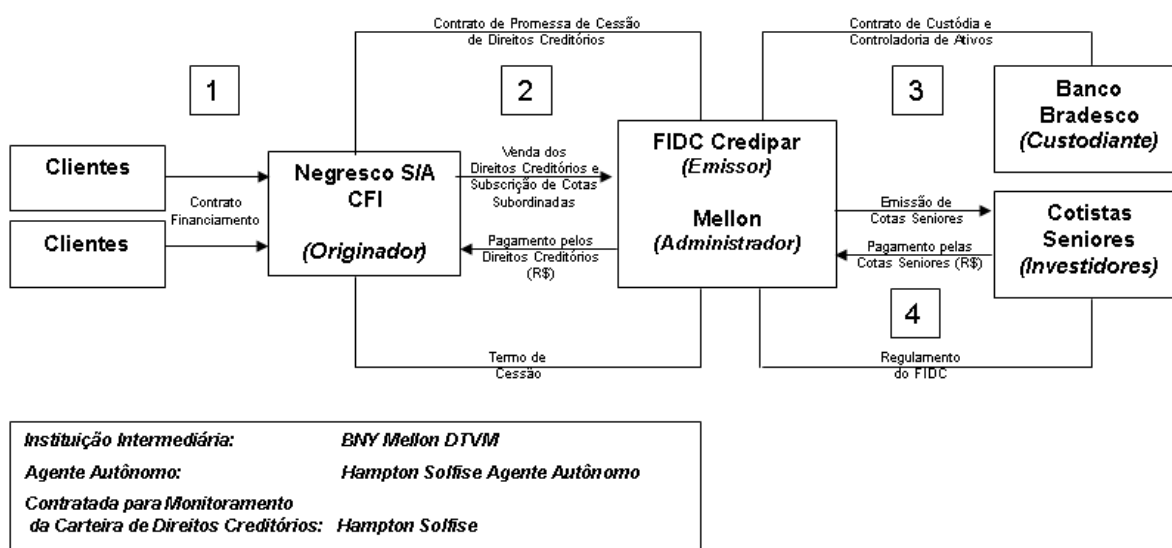 Contrato de Promessa de Cessão
de Direitos Creditórios
Contrato de Custódia e
Controladoria de Ativos
1
2
3
Banco
Bradesco
(Custodiante)
Clientes
Clientes
Contrato
Financiamento
Negresco S/A
CFI
(Originador)
Venda dos
Direitos Creditórios e
Subscrição de Cotas
Subordinadas
Pagamento pelos
Direitos Creditórios
(R$)
FIDC Credipar
(Emissor)
Mellon
(Administrador)
Emissão de
Cotas Seniores
Pagamento pelas
Cotas Seniores (R$)
Cotistas
Seniores
(Investidores)
4
Termo de
Cessão
Regulamento
do FIDC
Instituição Intermediária: BNY Mellon DTVM
Agente Autônomo: Hampton Solfise Agente Autônomo
Contratada para Monitoramento
da Carteira de Direitos Creditórios: Hampton Solfise